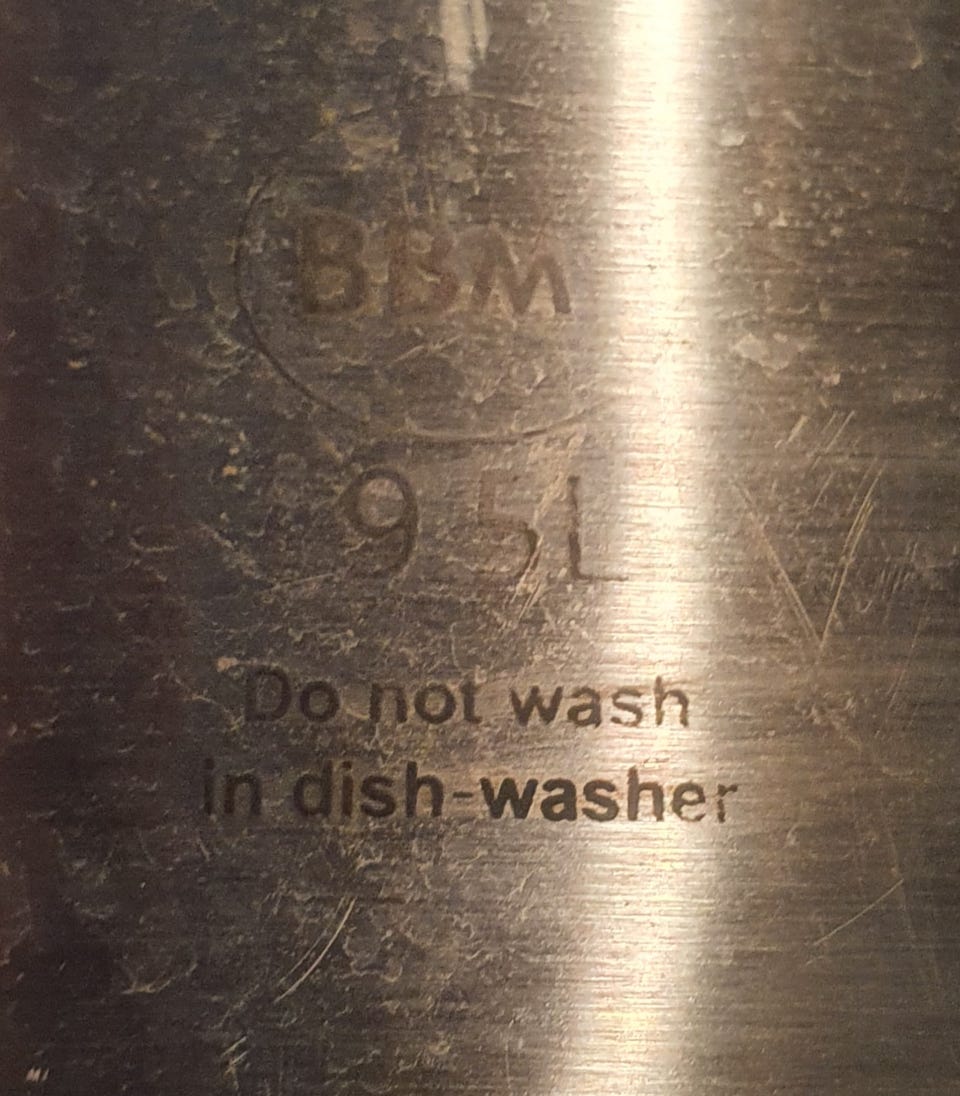 BBM
9 5L
Do not wash
in dish-washer